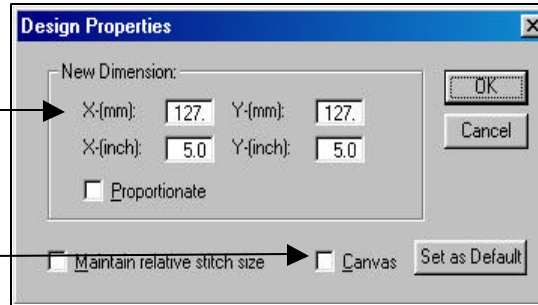 Design Properties
New Dimension:
X-(mm): 127. Y-(mm): 127.
X-(inch): 5.0 Y-(inch): 5.0
Proportionate
OK
Cancel
Maintain relative stitch size Canvas Set as Default